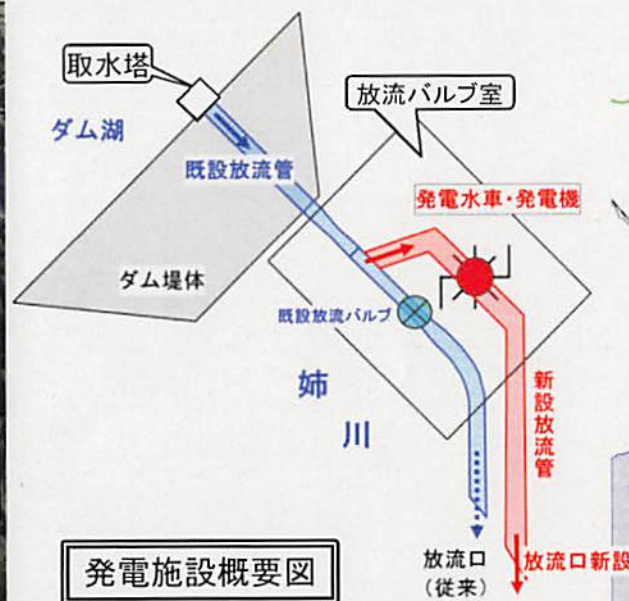 取水塔
ダム湖
放流バルブ室
既設放流管
発電水車・発電機
ダム堤体
既設放流バルブ
姉川
新設放流管
放流口
(従来)
放流口新設
発電施設概要図